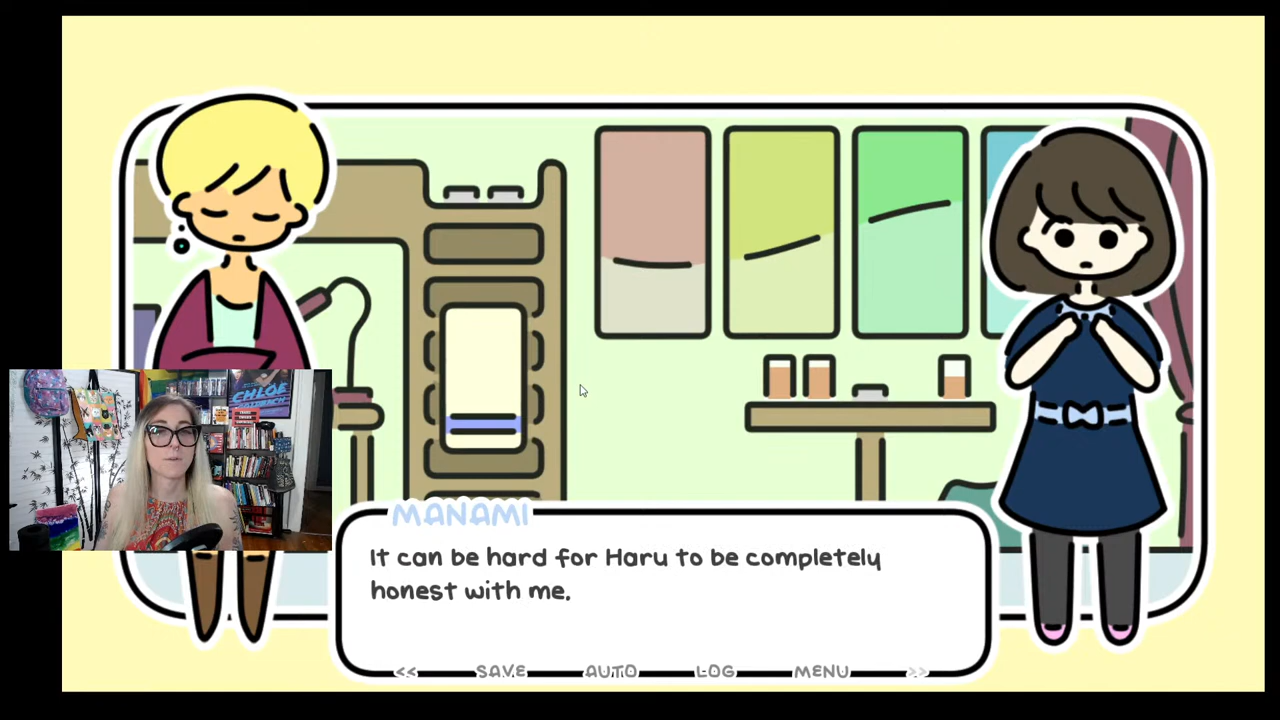 CHLOE
MANAMI
It can be hard for Haru to be completely
honest with me.
<<
SAVE
AUTO
LOG
MENU
>>